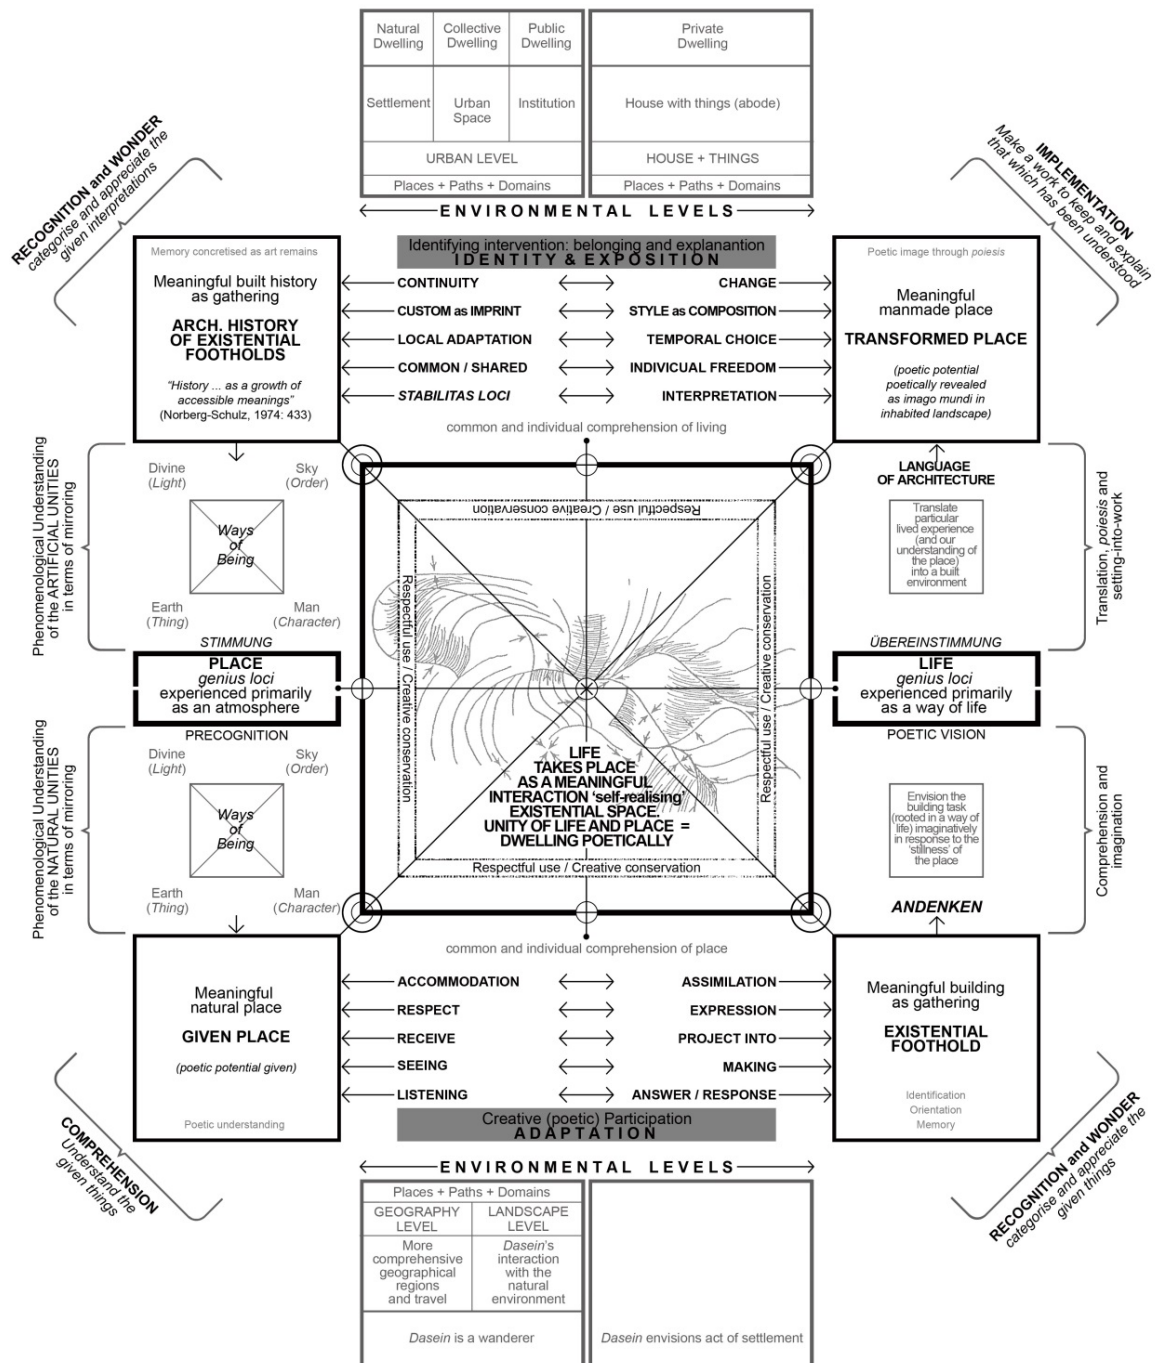 Natural
Dwelling
Collective
Dwelling
Public
Dwelling
Private
Dwelling
Settlement
Urban
Space
Institution
House with things (abode)
URBAN LEVEL
HOUSE + THINGS
Places + Paths + Domains
Places + Paths + Domains
ENVIRONMENTAL LEVELS
RECOGNITION and WONDER
categorise and appreciate the
given interpretations
IMPLEMENTATION
Make a work to keep and explain
that which has been understood
Memory concretised as art remains
Meaningful built history
as gathering
ARCH. HISTORY
OF EXISTENTIAL
FOOTHOLDS
"History ... as a growth of
accessible meanings"
(Norberg-Schulz, 1974: 433)
Identifying intervention: belonging and explanantion
IDENTITY & EXPOSITION
CONTINUITY
CHANGE
CUSTOM as IMPRINT
STYLE as COMPOSITION
LOCAL ADAPTATION
TEMPORAL CHOICE
COMMON / SHARED
INDIVICUAL FREEDOM
STABILITAS LOCI
INTERPRETATION
common and individual comprehension of living
Poetic image through poiesis
Meaningful
manmade place
TRANSFORMED PLACE
(poetic potential
poetically revealed
as imago mundi in
inhabited landscape)
Phenomenological Understanding
of the ARTIFICIAL UNITIES
in terms of mirroring
Divine
(Light)
Sky
(Order)
Ways
of
Being
Earth
(Thing)
Man
(Character)
STIMMUNG
PLACE
genius loci
experienced primarily
as an atmosphere
PRECOGNITION
Phenomenological Understanding
of the NATURAL UNITIES
in terms of mirroring
Divine
(Light)
Sky
(Order)
Ways
of
Being
Earth
(Thing)
Man
(Character)
Respectful use / Creative conservation
Respectful use / Creative conservation
Respectful use / Creative conservation
LIFE
TAKES PLACE
AS A MEANINGFUL
INTERACTION 'self-realising'
EXISTENTIAL SPACE.
UNITY OF LIFE AND PLACE =
DWELLING POETICALLY
Respectful use / Creative conservation
LANGUAGE
OF ARCHITECTURE
Translate
particular
lived experience
(and our
understanding of
the place)
into a built
environment
Translation, poiesis and
setting-into-work
ÜBEREINSTIMMUNG
LIFE
genius loci
experienced primarily
as a way of life
POETIC VISION
Envision the
building task
(rooted in a way of
life) imaginatively
in response to the
'stillness' of
the place
Comprehension and
imagination
ANDENKEN
common and individual comprehension of place
Meaningful
natural place
GIVEN PLACE
(poetic potential given)
Poetic understanding
ACCOMMODATION
ASSIMILATION
RESPECT
EXPRESSION
RECEIVE
PROJECT INTO
SEEING
MAKING
LISTENING
ANSWER / RESPONSE
Creative (poetic) Participation
ADAPTATION
Meaningful building
as gathering
EXISTENTIAL
FOOTHOLD
Identification
Orientation
Memory
COMPREHENSION
Understand the
given things
RECOGNITION and WONDER
categorise and appreciate the
given things
ENVIRONMENTAL LEVELS
Places + Paths + Domains
GEOGRAPHY
LEVEL
LANDSCAPE
LEVEL
More
comprehensive
geographical
regions
and travel
Dasein's
interaction
with the
natural
environment
Dasein is a wanderer
Dasein envisions act of settlement